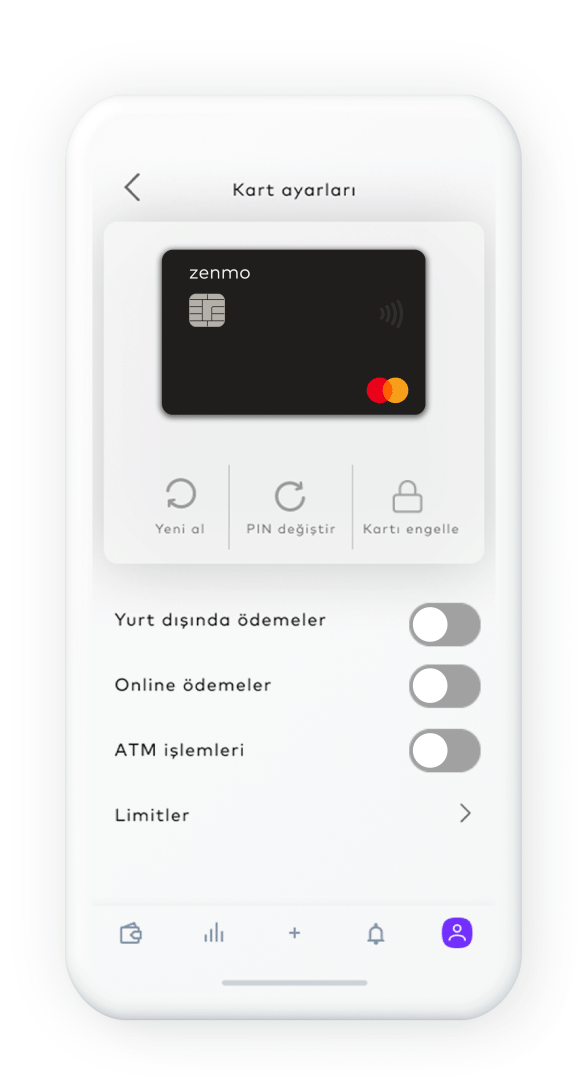 Kart ayarları
zenmo
Yeni al
PIN değiştir
Kartı engelle
Yurt dışında ödemeler
Online ödemeler
ATM işlemleri
Limitler